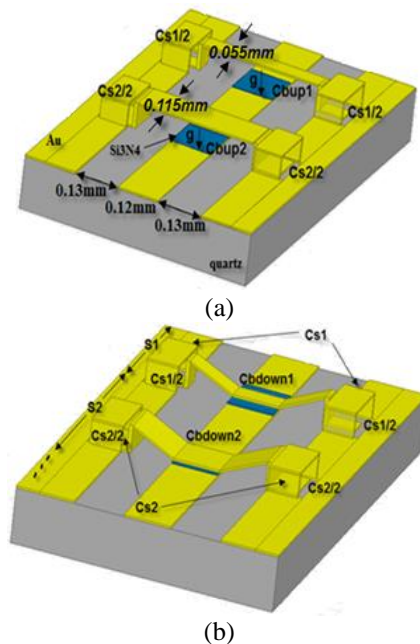 Cs1/2
0.055mm
g
Cbup1
Cs2/2
0.115mm
Cs1/2
Au
Si3N4
g
Cbup2
Cs2/2
0.13mm
0.12mm
0.13mm
quartz
(a)
S1
Cs1
Cs1/2
Cbdown1
S2
Cs1/2
Cs2/2
Cbdown2
Cs2/2
Cs2
(b)